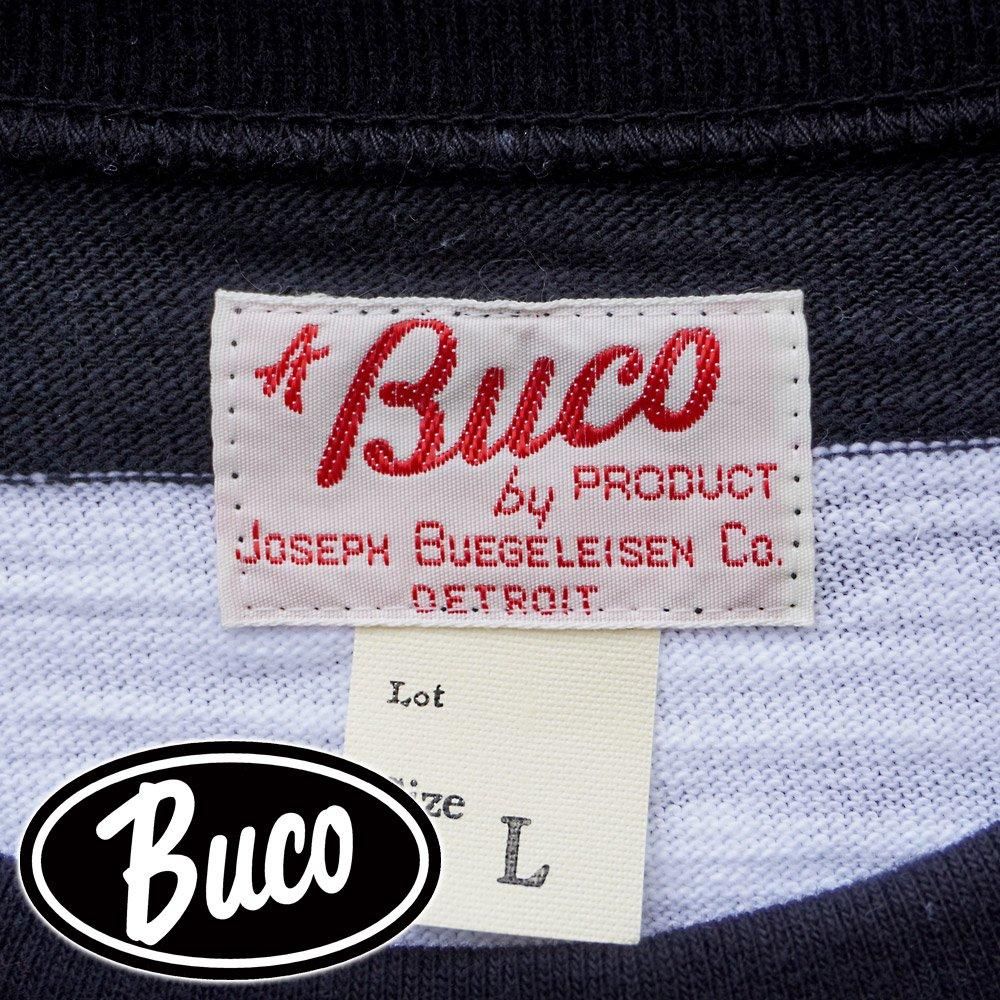 A Buco
by PRODUCT
JOSEPH BUEGELEISEN CO.
DETROIT
Lot
Size
L
Buco